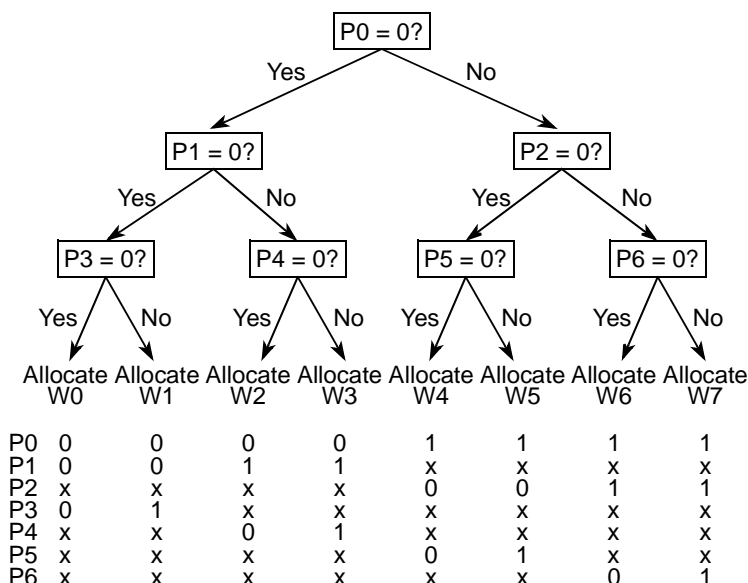 P0 = 0?
Yes No
P1 = 0? P2 = 0?
Yes No Yes No
P3 = 0? P4 = 0? P5 = 0? P6 = 0?
Yes No Yes No Yes No Yes No
Allocate Allocate Allocate Allocate Allocate Allocate Allocate Allocate
W0 W1 W2 W3 W4 W5 W6 W7
P0 0 0 0 0 1 1 1 1
P1 0 0 1 1 x x x x
P2 x x x x 0 0 1 1
P3 0 1 x x x x x x
P4 x x 0 1 x x x x
P5 x x x x 0 1 x x
P6 x x x x x x 0 1